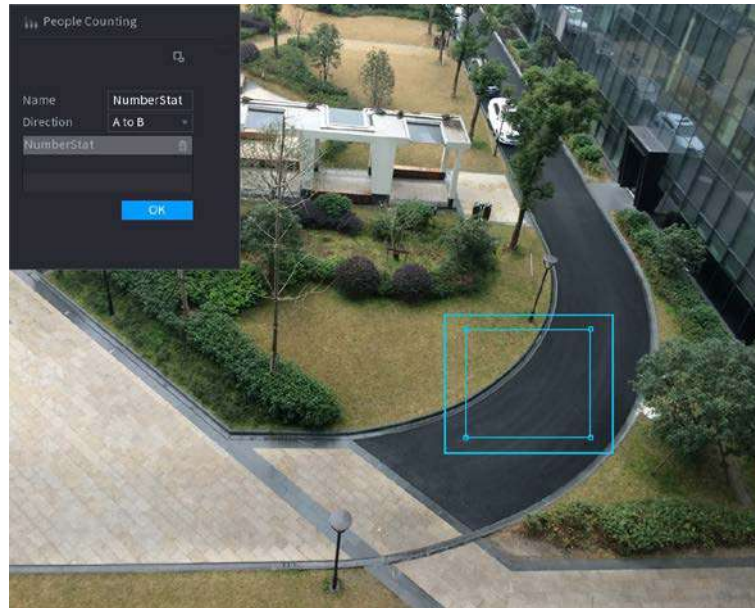 People Counting
Name NumberStat
Direction A to B
NumberStat
OK